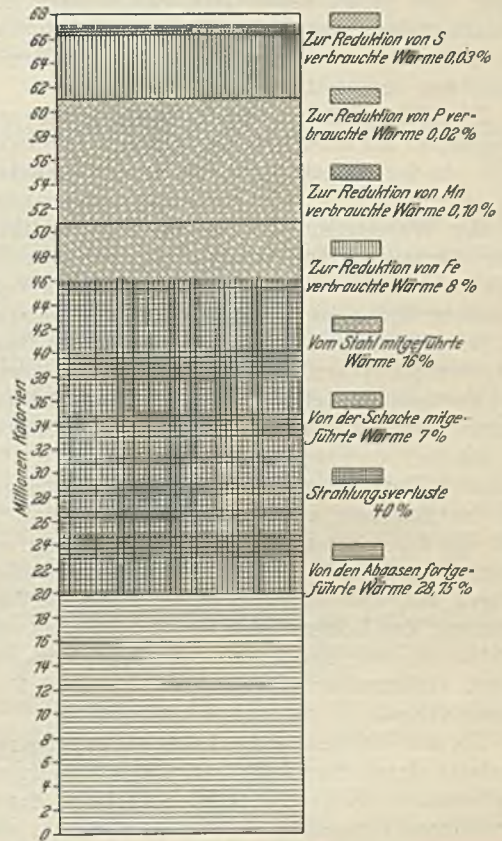 68
66
64
62
60
58
56
54
52
50
48
46
44
42
40
38
36
34
32
30
28
26
24
22
20
18
16
14
12
10
8
6
4
2
0
Millionen Kalorien
Zur Reduktion von S
verbrauchte Wärme 0,03%
Zur Reduktion von P ver-
brauchte Wärme 0,02%
Zur Reduktion von Mn
verbrauchte Wärme 0,10%
Zur Reduktion von Fe
verbrauchte Wärme 8%
Vom Stahl mitgeführte
Wärme 16%
Von der Schacke mitge-
führte Wärme 7%
Strahlungsverluste
40%
Von den Abgasen fortge-
führte Wärme 28,75%